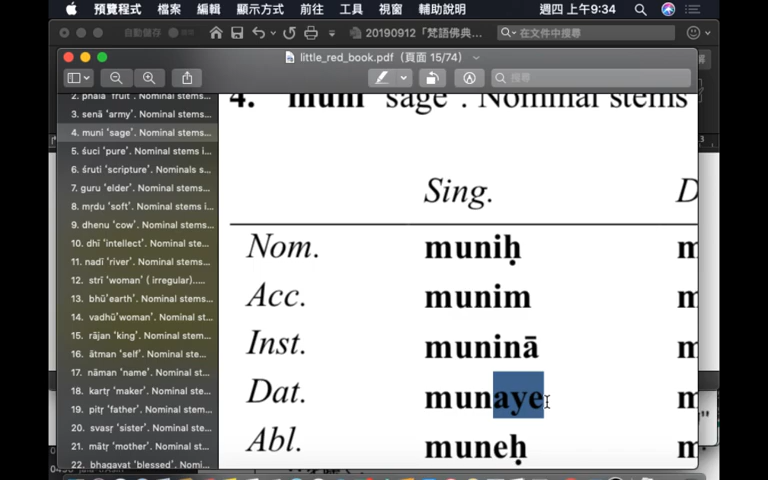 預覽程式 檔案 編輯 顯示方式 前往 工具 視窗 輔助說明 週四 上午9:34
自動儲存 20190912「梵語佛典… 在文件中搜尋
little_red_book.pdf（頁面 15/74）
搜尋
2. phala 'fruit'. Nominal stems…
3. senā 'army'. Nominal stems…
4. muni 'sage'. Nominal stems…
5. śuci 'pure'. Nominal stems i…
6. śruti 'scripture'. Nominals s…
7. guru 'elder'. Nominal stems…
8. mṛdu 'soft'. Nominal stems i…
9. dhenu 'cow'. Nominal stems…
10. dhī 'intellect'. Nominal ste…
11. nadī 'river'. Nominal stems…
12. strī 'woman' ( irregular)…..
13. bhū'earth'. Nominal stems…
14. vadhū'woman'. Nominal s…
15. rājan 'king'. Nominal stem…
16. ātman 'self'. Nominal ste…
17. nāman 'name'. Nominal st…
18. kartṛ 'maker'. Nominal st…
19. pitṛ 'father'. Nominal ste…
20. svasṛ 'sister'. Nominal st…
21. mātṛ 'mother'. Nominal st…
22. bhagavat 'blessed'. Nomi…
4. muni 'sage'. Nominal stems
Sing. D
Nom. muniḥ m
Acc. munim m
Inst. muninā m
Dat. munaye m
Abl. muneḥ m